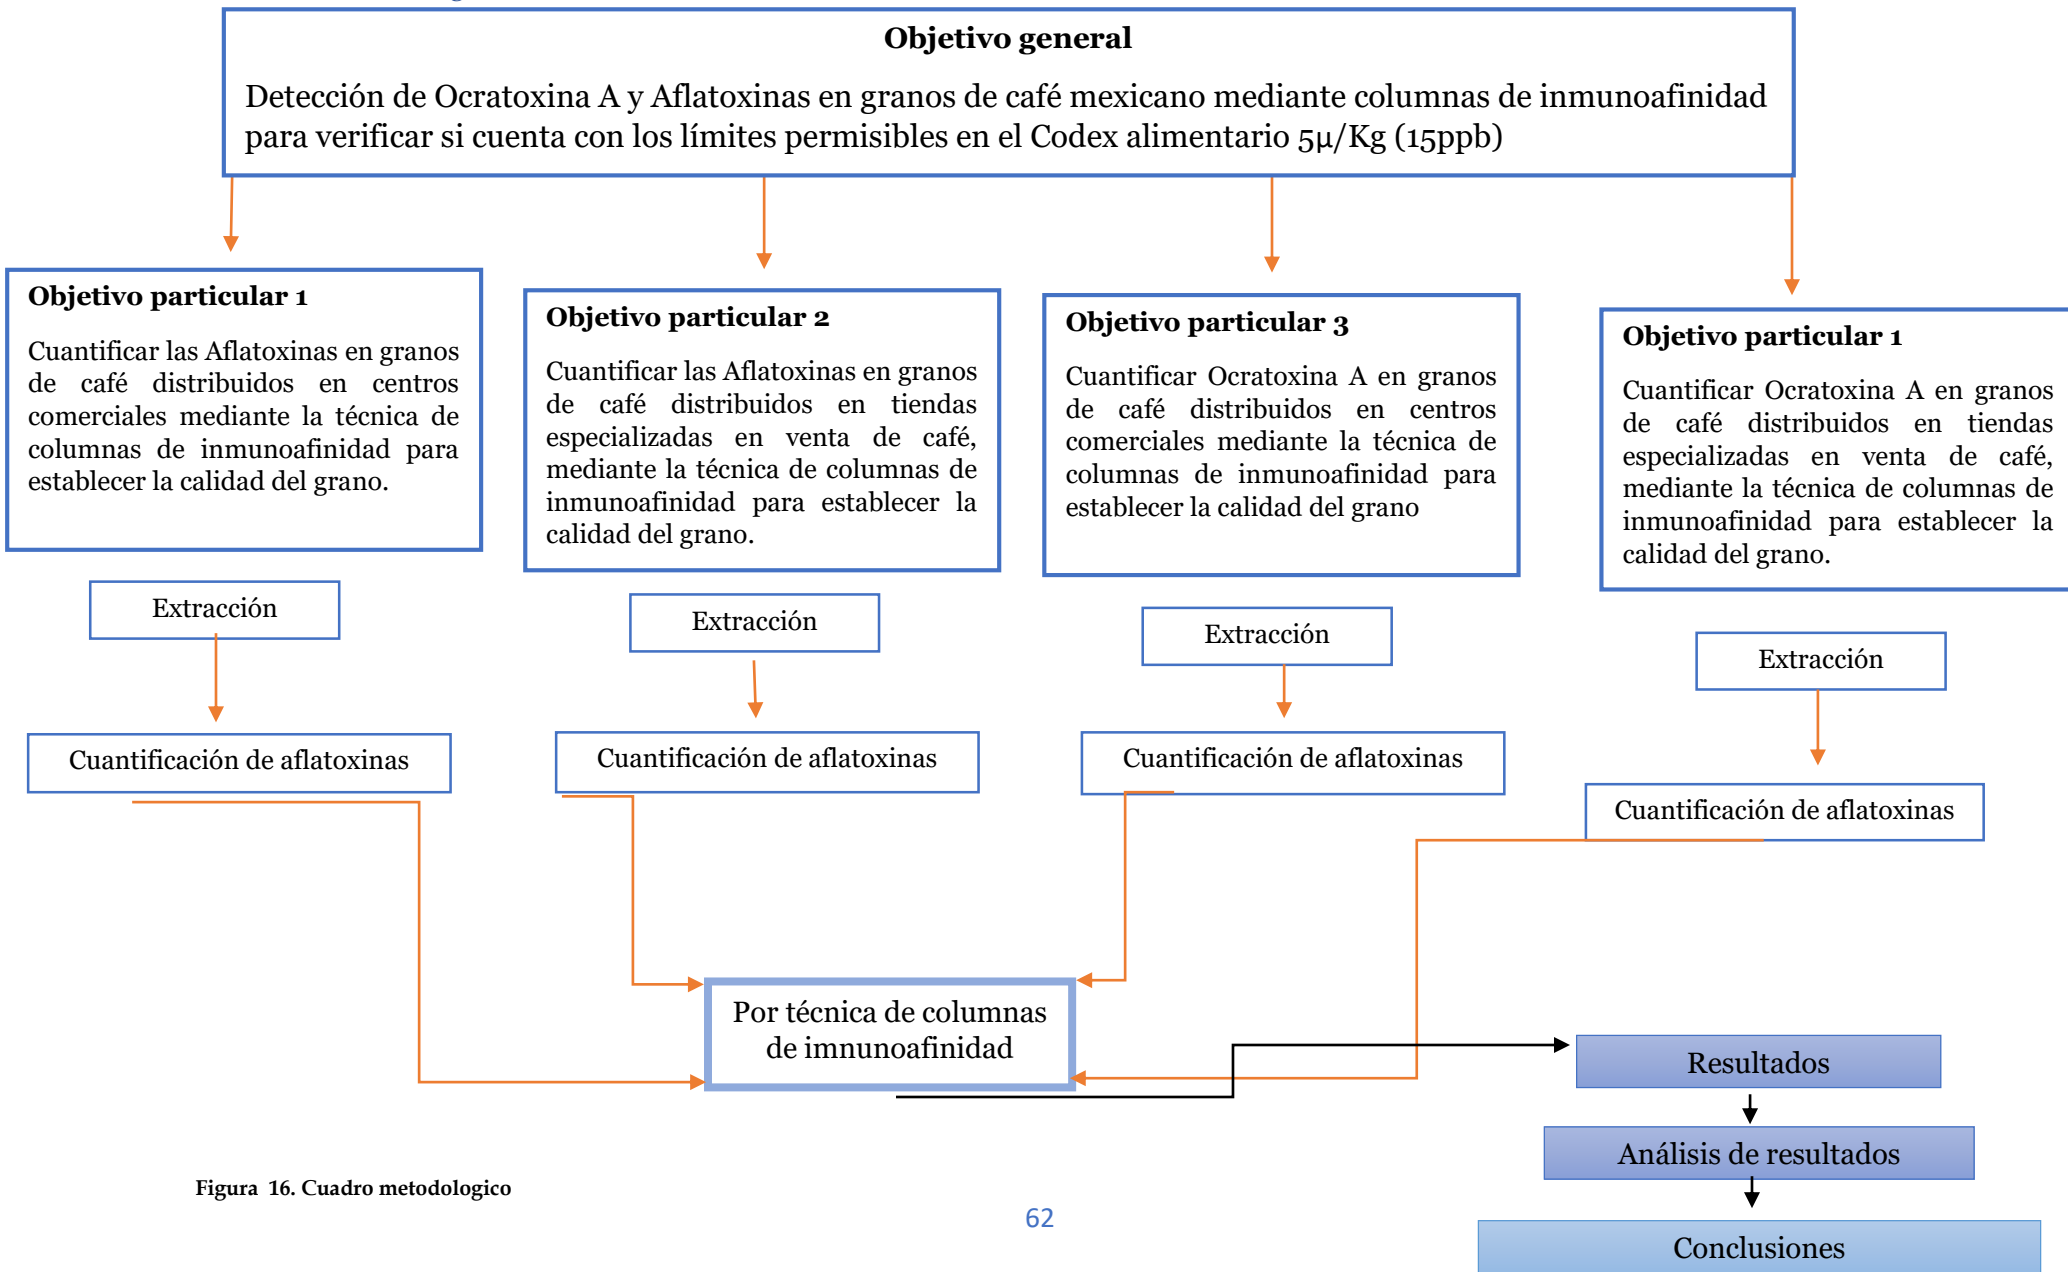 Objetivo general
Detección de Ocratoxina A y Aflatoxinas en granos de café mexicano mediante columnas de inmunoafinidad
para verificar si cuenta con los límites permisibles en el Codex alimentario 5µ/Kg (15ppb)
Objetivo particular 1
Cuantificar las Aflatoxinas en granos
de café distribuidos en centros
comerciales mediante la técnica de
columnas de inmunoafinidad para
establecer la calidad del grano.
Objetivo particular 2
Cuantificar las Aflatoxinas en granos
de café distribuidos en tiendas
especializadas en venta de café,
mediante la técnica de columnas de
inmunoafinidad para establecer la
calidad del grano.
Objetivo particular 3
Cuantificar Ocratoxina A en granos
de café distribuidos en centros
comerciales mediante la técnica de
columnas de inmunoafinidad para
establecer la calidad del grano
Objetivo particular 1
Cuantificar Ocratoxina A en granos
de café distribuidos en tiendas
especializadas en venta de café,
mediante la técnica de columnas de
inmunoafinidad para establecer la
calidad del grano.
Extracción
Extracción
Extracción
Extracción
Cuantificación de aflatoxinas
Cuantificación de aflatoxinas
Cuantificación de aflatoxinas
Cuantificación de aflatoxinas
Por técnica de columnas
de imnunoafinidad
Resultados
Análisis de resultados
Conclusiones
Figura 16. Cuadro metodologico
62